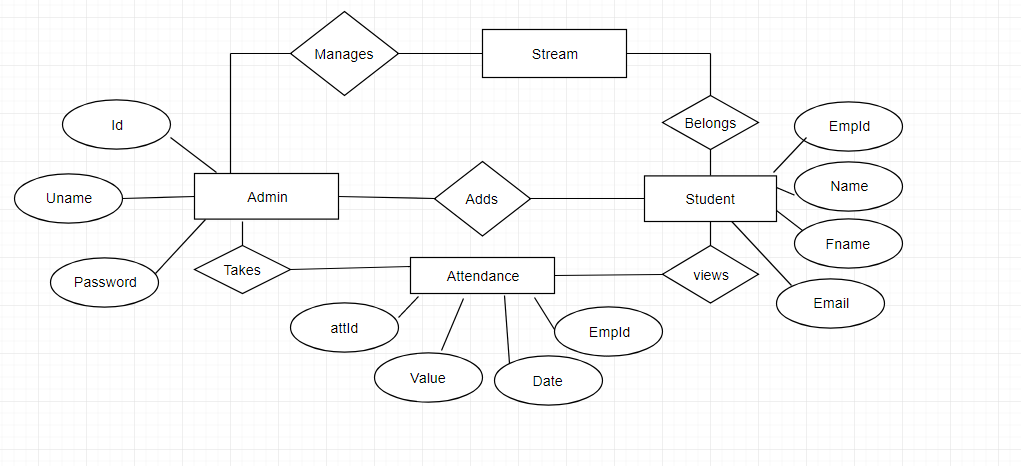 Manages
Stream
Id
Belongs
EmpId
Uname
Admin
Adds
Student
Name
Fname
Password
Takes
Attendance
views
Email
attId
EmpId
Value
Date